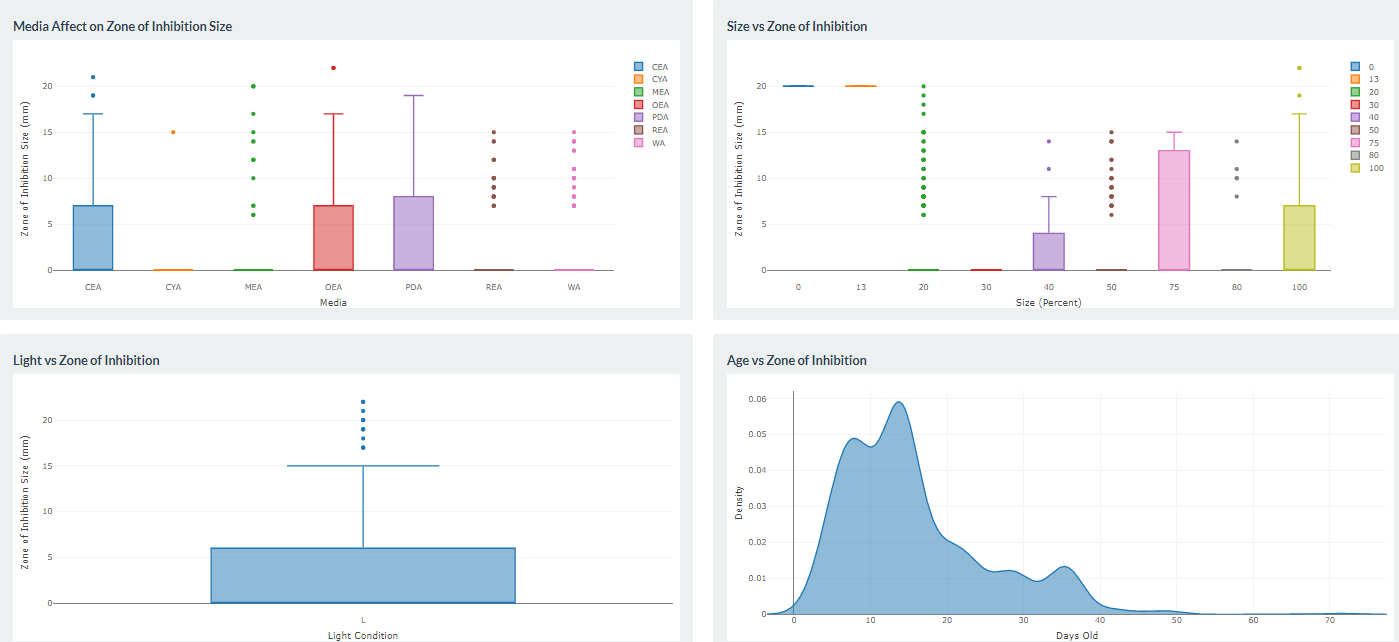 Media Affect on Zone of Inhibition Size
Zone of Inhibition Size (mm)
20
15
10
5
0
CEA CYA MEA OEA PDA REA WA
Media
CEA
CYA
MEA
OEA
PDA
REA
WA
Size vs Zone of Inhibition
Zone of Inhibition Size (mm)
20
15
10
5
0
0 13 20 30 40 50 75 80 100
Size (Percent)
0
13
20
30
40
50
75
80
100
Light vs Zone of Inhibition
Zone of Inhibition Size (mm)
20
15
10
5
0
L
Light Condition
Age vs Zone of Inhibition
Density
0.06
0.05
0.04
0.03
0.02
0.01
0
0 10 20 30 40 50 60 70
Days Old